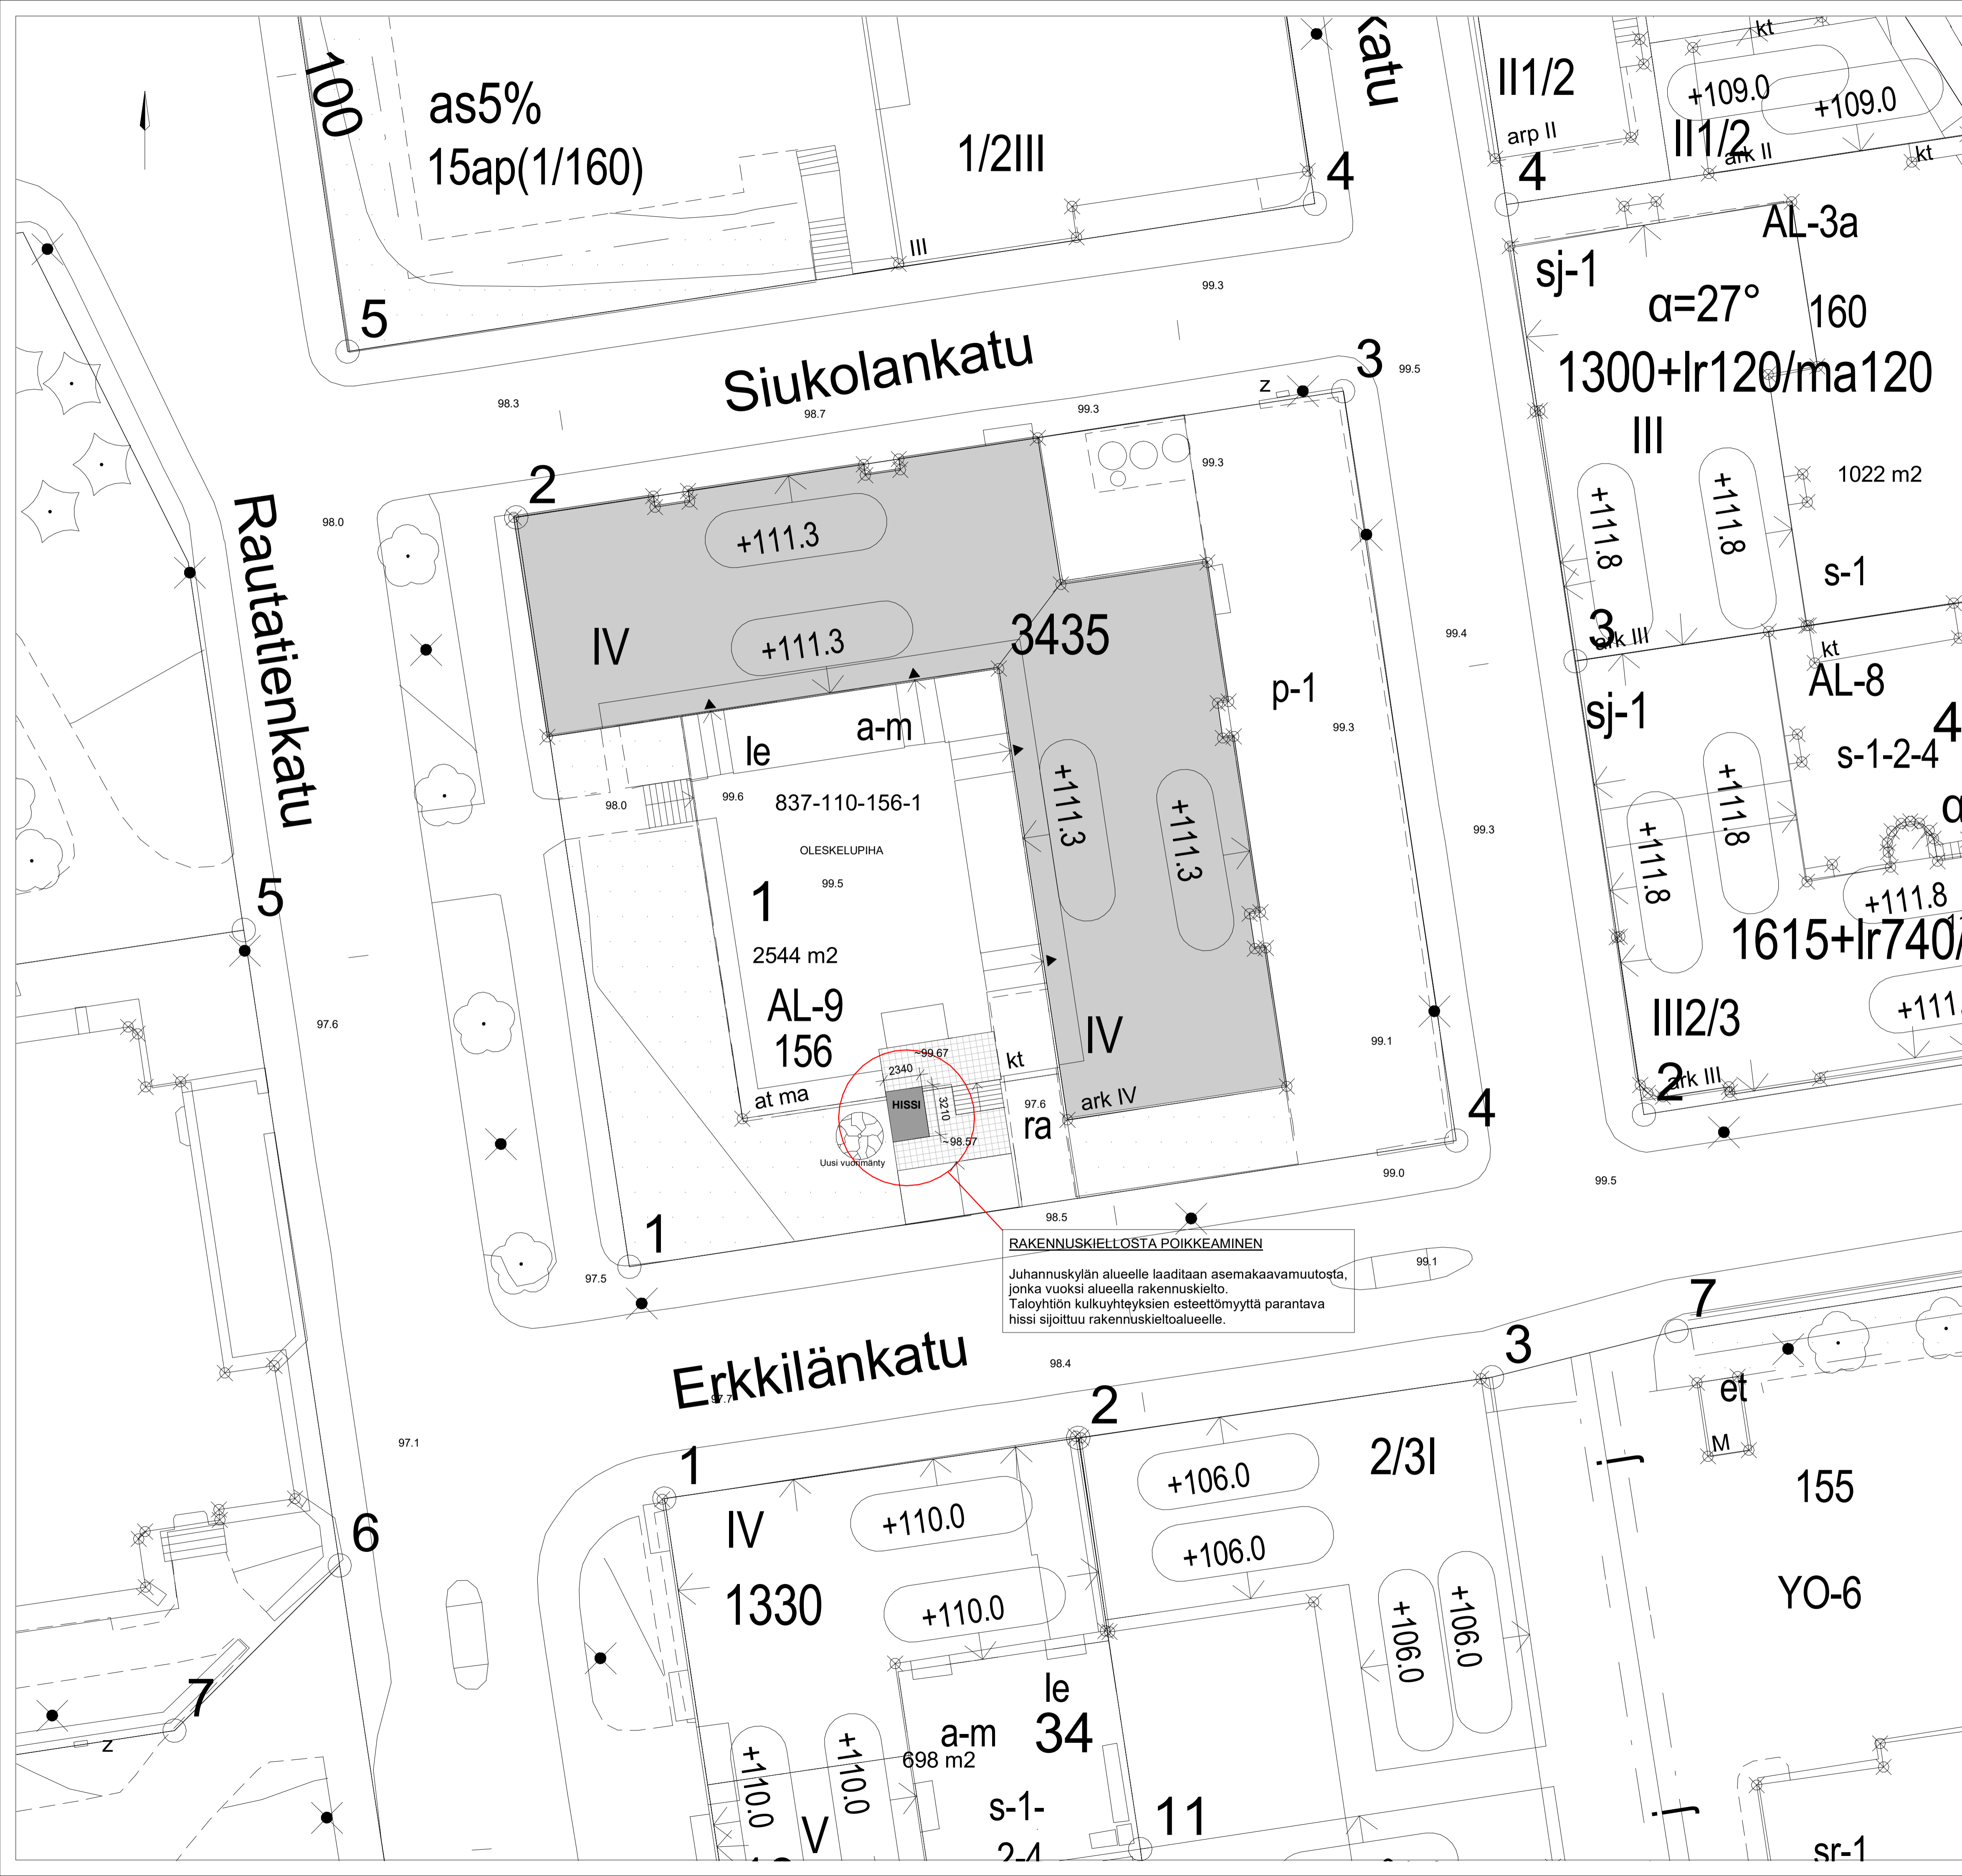 100
as5%
15ap(1/160)
1/2III
III
4
5
katu
II1/2
arp II
4
kt
+109.0
+109.0
II1/2
ark II
kt
AL-3a
sj-1
α=27°
160
1300+lr120/ma120
III
1022 m2
+111.8
+111.8
s-1
3
ark III
kt
AL-8
sj-1
s-1-2-4
4
α
+111.8
+111.8
+111.8
1615+lr740/
III2/3
+111.
2
ark III
99.3
Siukolankatu
98.3
98.7
99.3
z
3
99.5
99.3
2
98.0
Rautatienkatu
+111.3
+111.3
IV
3435
p-1
99.4
99.3
99.3
a-m
le
98.0
99.6
837-110-156-1
OLESKELUPIHA
99.5
+111.3
+111.3
1
2544 m2
AL-9
156
IV
5
97.6
99.1
~99.67
2340
HISSI
3210
kt
at ma
97.6
ra
ark IV
~98.57
Uusi vuorimänty
4
99.0
99.5
1
98.5
97.5
RAKENNUSKIELLOSTA POIKKEAMINEN
Juhannuskylän alueelle laaditaan asemakaavamuutosta,
jonka vuoksi alueella rakennuskielto.
Taloyhtiön kulkuyhteyksien esteettömyyttä parantava
hissi sijoittuu rakennuskieltoalueelle.
99.1
7
Erkkilänkatu
97.7
98.4
97.1
3
2
1
et
M
2/3I
155
YO-6
+106.0
+106.0
+106.0
+106.0
IV
+110.0
1330
+110.0
6
7
z
le
a-m
34
698 m2
+110.0
+110.0
s-1-
2-4
V
11
sr-1